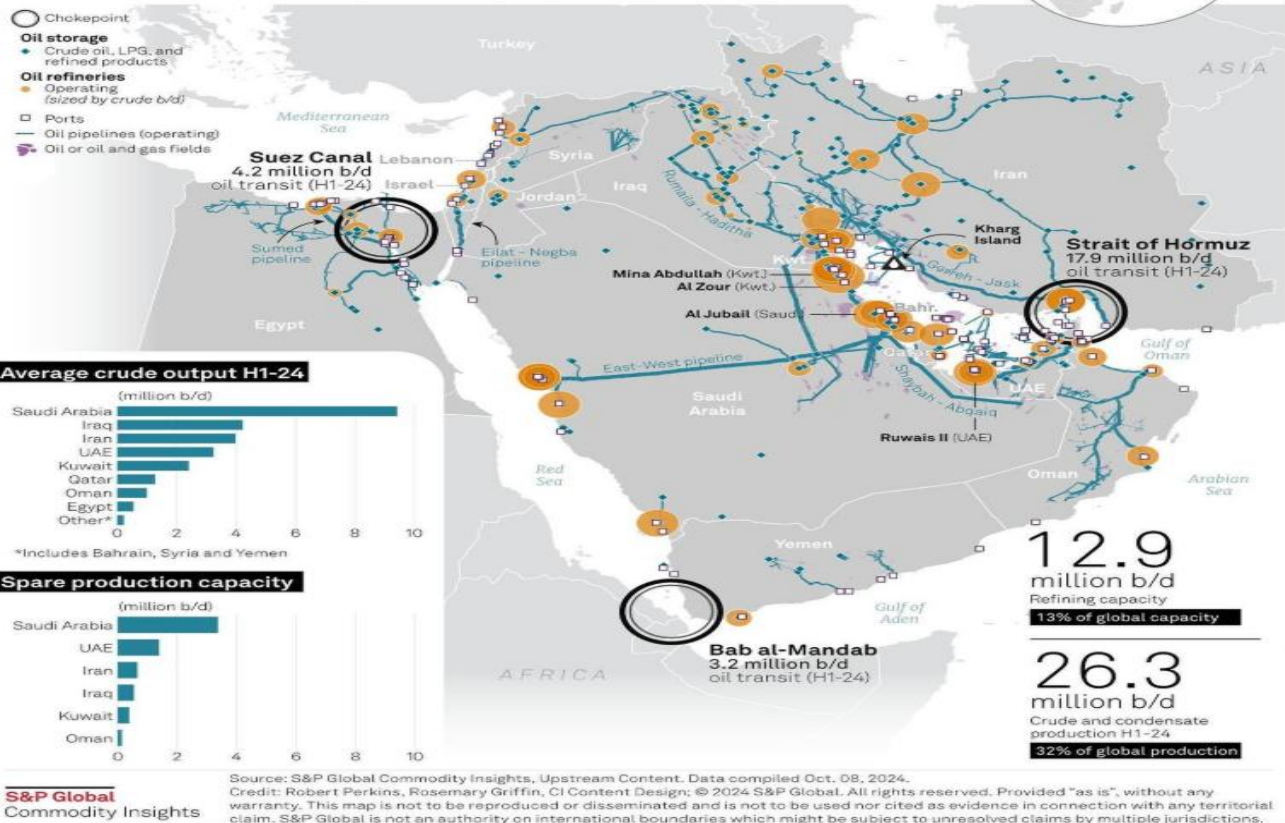 Chokepoint
Oil storage
Crude oil, LPG, and
refined products
Oil refineries
Operating
(sized by crude b/d)
Ports
Oil pipelines (operating)
Oil or oil and gas fields
Turkey
ASIA
Mediterranean
Sea
Suez Canal
4.2 million b/d
oil transit (H1-24)
Lebanon
Israel
Syria
Jordan
Iraq
Iran
Rumaila - Haditha
Sumed
pipeline
Eilat - Negba
pipeline
Egypt
Kwt.
Kharg
Island
Goureh - Jask
Strait of Hormuz
17.9 million b/d
oil transit (H1-24)
Mina Abdullah (Kwt.)
Al Zour (Kwt.)
Al Jubail (Saud.)
Bahr.
Qatar
Gulf of
Oman
East-West pipeline
Saudi
Arabia
Shaybah - Abqaiq
UAE
Ruwais II (UAE)
Oman
Red
Sea
Arabian
Sea
Yemen
Gulf of
Aden
AFRICA
Bab al-Mandab
3.2 million b/d
oil transit (H1-24)
Average crude output H1-24
(million b/d)
Saudi Arabia
Iraq
Iran
UAE
Kuwait
Qatar
Oman
Egypt
Other*
0 2 4 6 8 10
*Includes Bahrain, Syria and Yemen
Spare production capacity
(million b/d)
Saudi Arabia
UAE
Iran
Iraq
Kuwait
Oman
0 2 4 6 8 10
12.9
million b/d
Refining capacity
13% of global capacity
26.3
million b/d
Crude and condensate
production H1-24
32% of global production
S&P Global
Commodity Insights
Source: S&P Global Commodity Insights, Upstream Content. Data compiled Oct. 08, 2024.
Credit: Robert Perkins, Rosemary Griffin, CI Content Design; © 2024 S&P Global. All rights reserved. Provided "as is", without any
warranty. This map is not to be reproduced or disseminated and is not to be used nor cited as evidence in connection with any territorial
claim. S&P Global is not an authority on international boundaries which might be subject to unresolved claims by multiple jurisdictions.